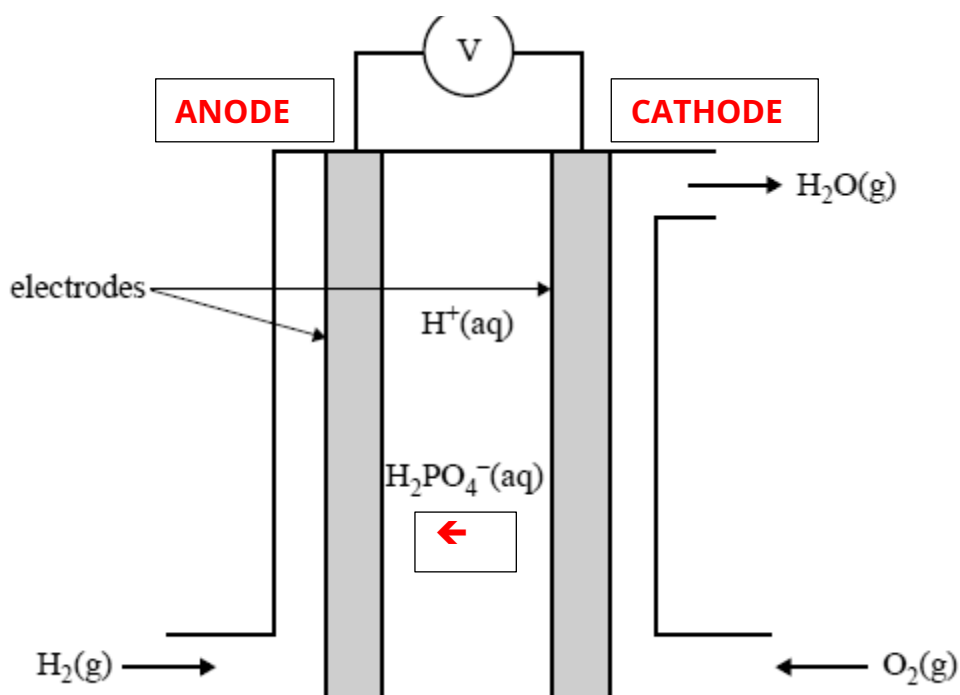 V
ANODE
CATHODE
H₂O(g)
electrodes
H⁺(aq)
H₂PO₄⁻(aq)
←
H₂(g)
O₂(g)